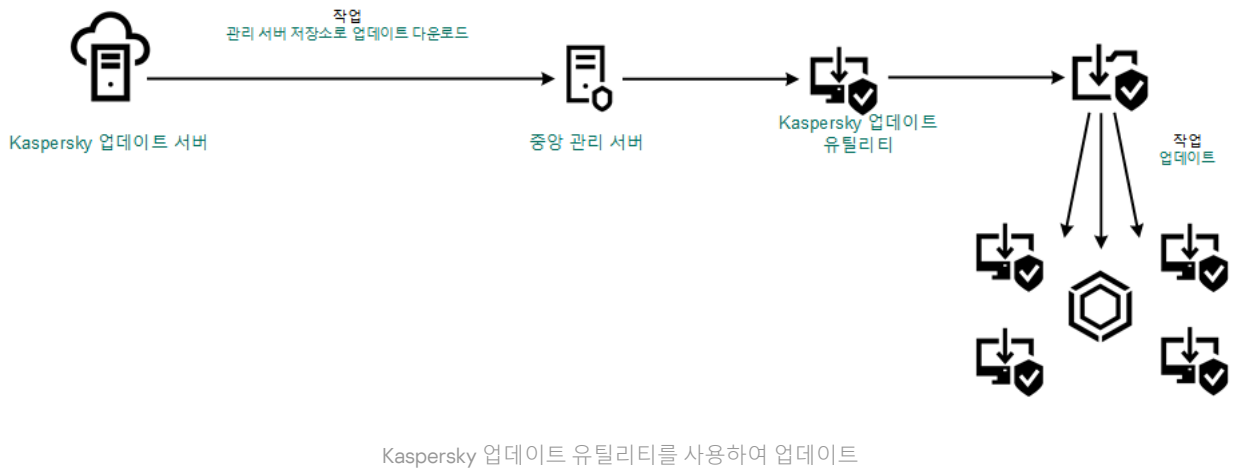 작업
관리 서버 저장소로 업데이트 다운로드
Kaspersky 업데이트 서버
중앙 관리 서버
Kaspersky 업데이트
유틸리티
작업
업데이트
Kaspersky 업데이트 유틸리티를 사용하여 업데이트